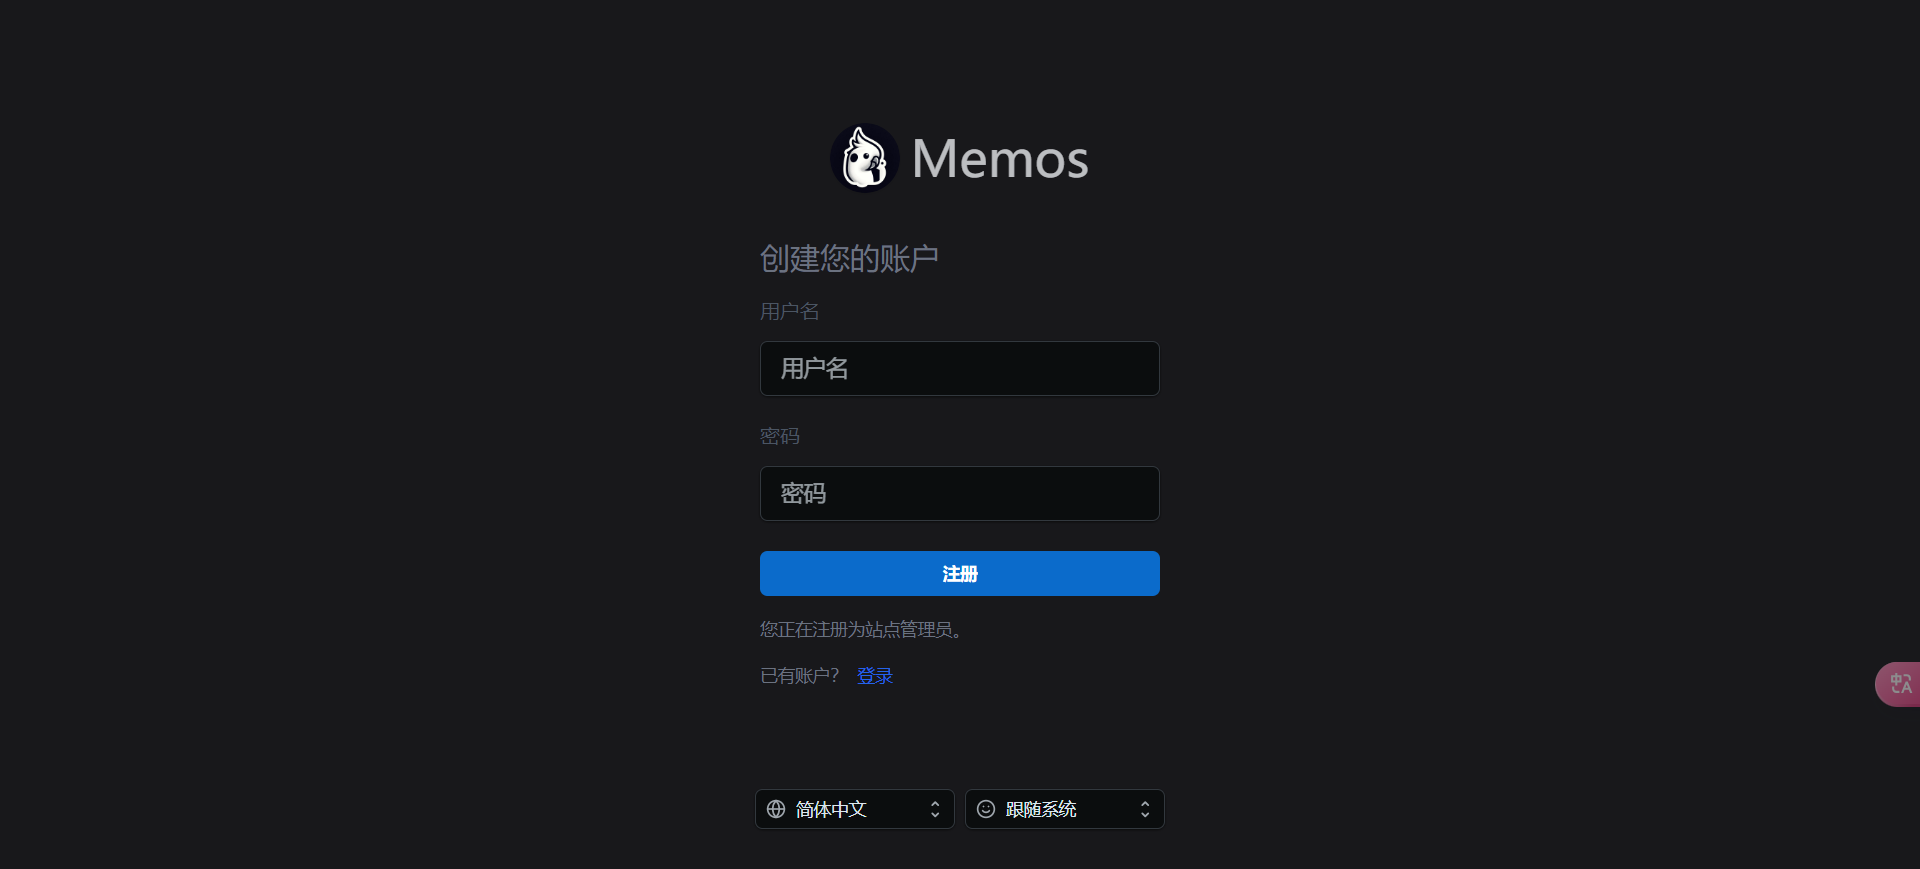 Memos
创建您的账户
用户名
用户名
密码
密码
注册
您正在注册为站点管理员。
已有账户? 登录
简体中文 跟随系统